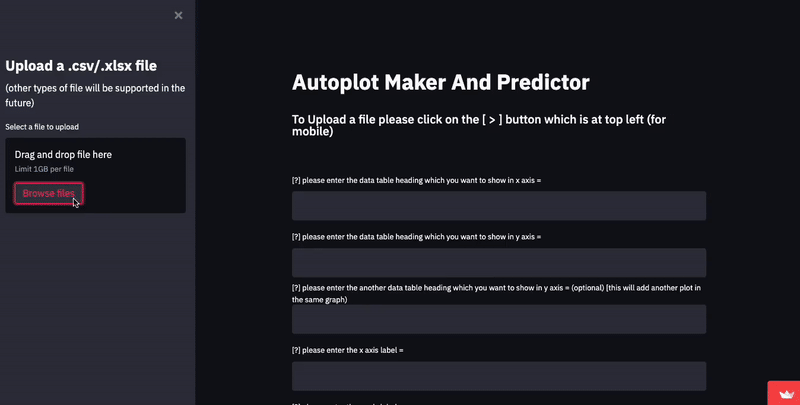 Upload a .csv/.xlsx file
(other types of file will be supported in the
future)
Select a file to upload
Drag and drop file here
Limit 1GB per file
Browse files
Autoplot Maker And Predictor
To Upload a file please click on the [ > ] button which is at top left (for
mobile)
[?] please enter the data table heading which you want to show in x axis =
[?] please enter the data table heading which you want to show in y axis =
[?] please enter the another data table heading which you want to show in y axis = (optional) [this will add another plot in
the same graph)
[?] please enter the x axis label =